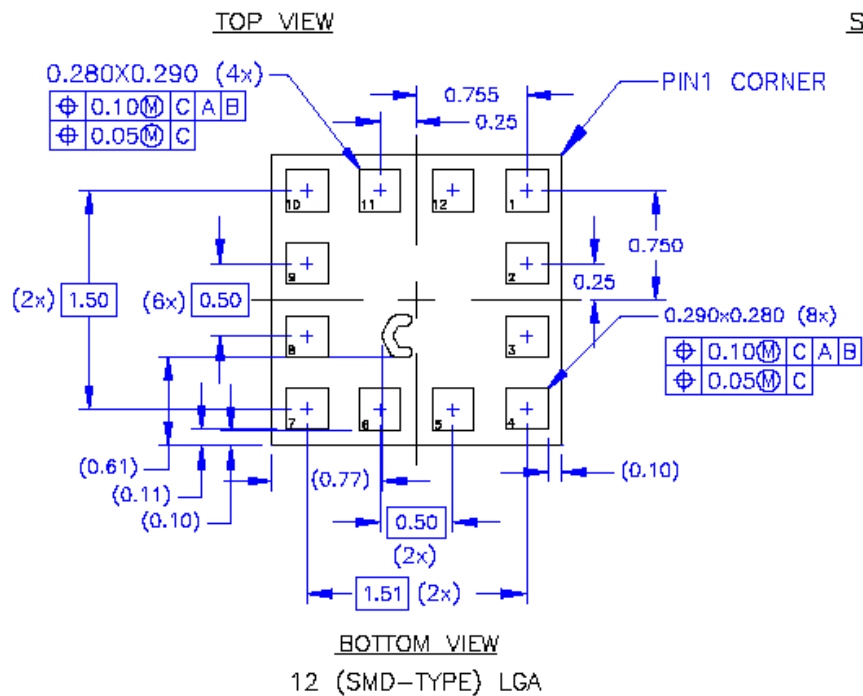 TOP VIEW
S
0.280X0.290 (4x)
⌖ 0.10Ⓜ C A B
⌖ 0.05Ⓜ C
0.755
0.25
PIN1 CORNER
10 11 12 1
9 2
8 3
7 6 5 4
0.750
0.25
(2x) 1.50
(6x) 0.50
0.290x0.280 (8x)
⌖ 0.10Ⓜ C A B
⌖ 0.05Ⓜ C
(0.61)
(0.11)
(0.10)
(0.77)
(0.10)
0.50
(2x)
1.51 (2x)
BOTTOM VIEW
12 (SMD-TYPE) LGA